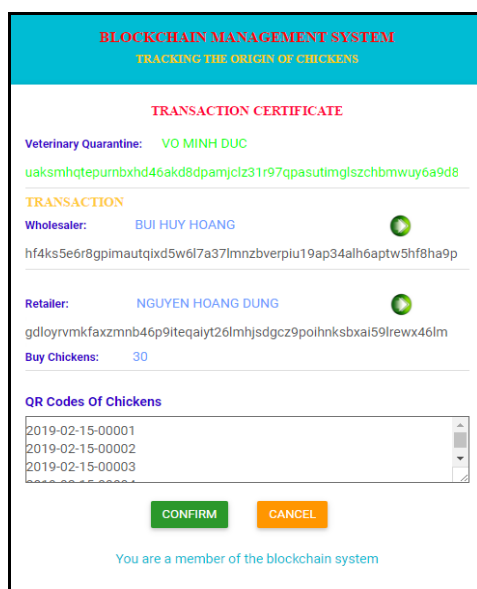 BLOCKCHAIN MANAGEMENT SYSTEM
TRACKING THE ORIGIN OF CHICKENS
TRANSACTION CERTIFICATE
Veterinary Quarantine: VO MINH DUC
uaksmhqtepurnbxhd46akd8dpamjclz31r97qpasutimglszchbmwuy6a9d8
TRANSACTION
Wholesaler: BUI HUY HOANG
hf4ks5e6r8gpimautqixd5w6l7a37lmnzbverpiu19ap34alh6aptw5hf8ha9p
Retailer: NGUYEN HOANG DUNG
gdloyrvmkfaxzmnb46p9iteqaiyt26lmhjsdgcz9poihnksbxai59lrewx46lm
Buy Chickens: 30
QR Codes Of Chickens
2019-02-15-00001
2019-02-15-00002
2019-02-15-00003
CONFIRM CANCEL
You are a member of the blockchain system